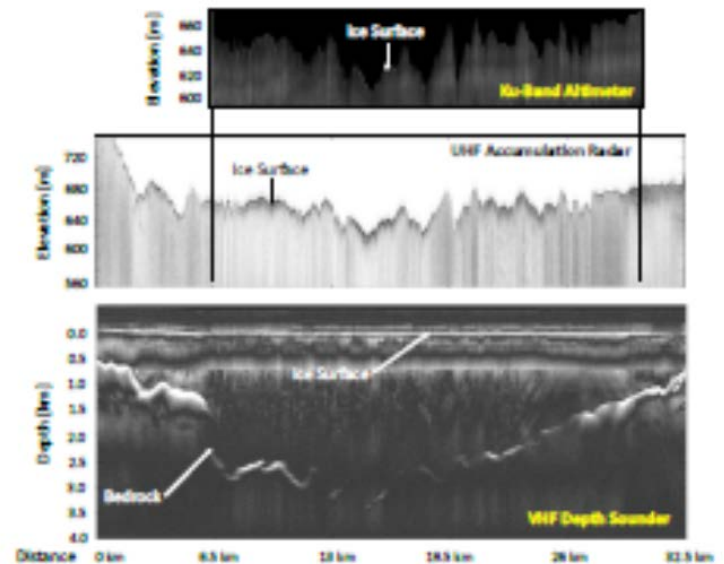 Elevation (m)
660
640
620
600
Ice Surface
Ku-Band Altimeter
Elevation (m)
720
680
640
600
560
Ice Surface
UHF Accumulation Radar
Depth (km)
0.0
0.5
1.0
1.5
2.0
2.5
3.0
3.5
4.0
Ice Surface
Bedrock
VHF Depth Sounder
Distance 0 km 6.5 km 13 km 19.5 km 26 km 32.5 km